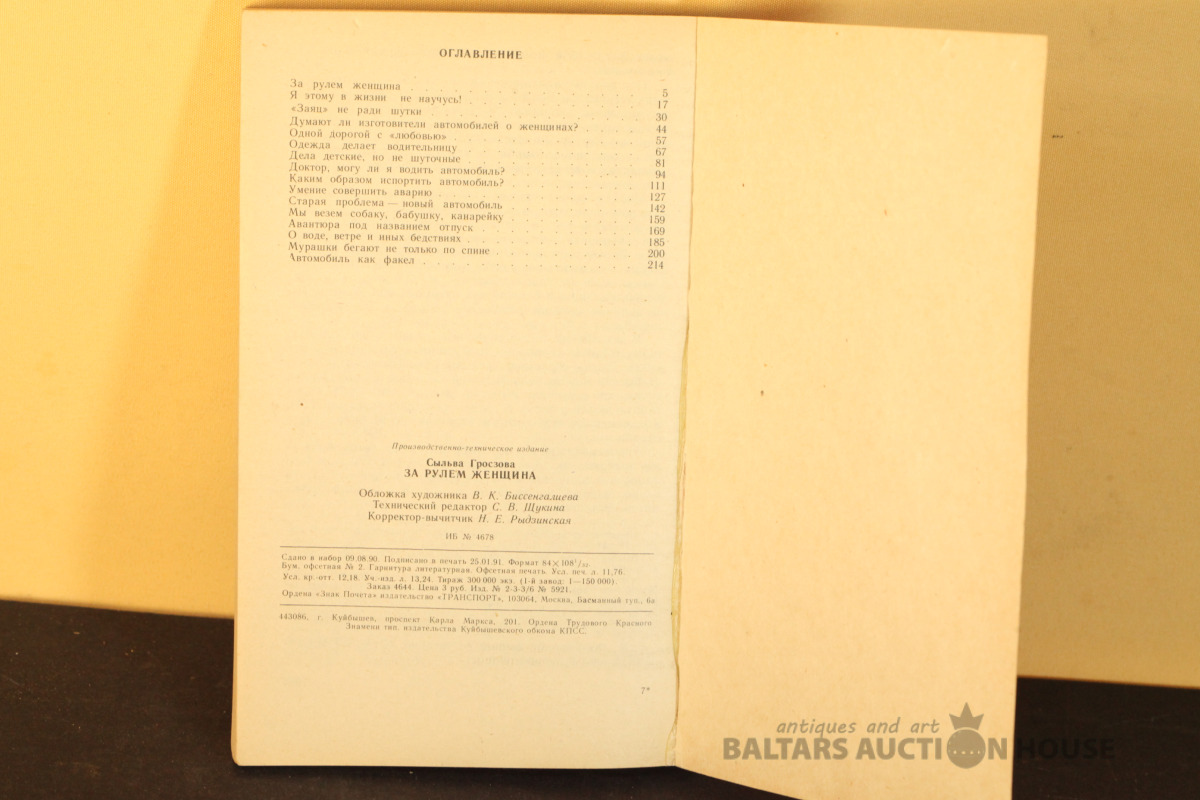 ОГЛАВЛЕНИЕ
За рулем женщина . . . 5
Я этому в жизни не научусь! . . . 17
«Заяц» не ради шутки . . . 30
Думают ли изготовители автомобилей о женщинах? . . . 44
Одной дорогой с «любовью» . . . 57
Одежда делает водительницу . . . 67
Дела детские, но не шуточные . . . 81
Доктор, могу ли я водить автомобиль? . . . 94
Каким образом испортить автомобиль? . . . 111
Умение совершить аварию . . . 127
Старая проблема — новый автомобиль . . . 142
Мы везем собаку, бабушку, канарейку . . . 159
Авантюра под названием отпуск . . . 169
О воде, ветре и иных бедствиях . . . 185
Мурашки бегают не только по спине . . . 200
Автомобиль как факел . . . 214
Производственно-техническое издание
Сыльва Гросзова
ЗА РУЛЕМ ЖЕНЩИНА
Обложка художника В. К. Биссенгалиева
Технический редактор С. В. Щукина
Корректор-вычитчик Н. Е. Рыдзинская
ИБ № 4678
Сдано в набор 09.08.90. Подписано в печать 25.01.91. Формат 84×108¹/₃₂.
Бум. офсетная № 2. Гарнитура литературная. Офсетная печать. Усл. печ. л. 11,76.
Усл. кр.-отт. 12,18. Уч.-изд. л. 13,24. Тираж 300 000 экз. (1-й завод: 1—150 000).
Заказ 4644. Цена 3 руб. Изд. № 2-3-3/6 № 5921.
Ордена «Знак Почета» издательство «ТРАНСПОРТ», 103064, Москва, Басманный туп., 6а
443086, г. Куйбышев, проспект Карла Маркса, 201. Ордена Трудового Красного
Знамени тип. издательства Куйбышевского обкома КПСС.
7*
antiques and art
BALTARS AUCTION HOUSE